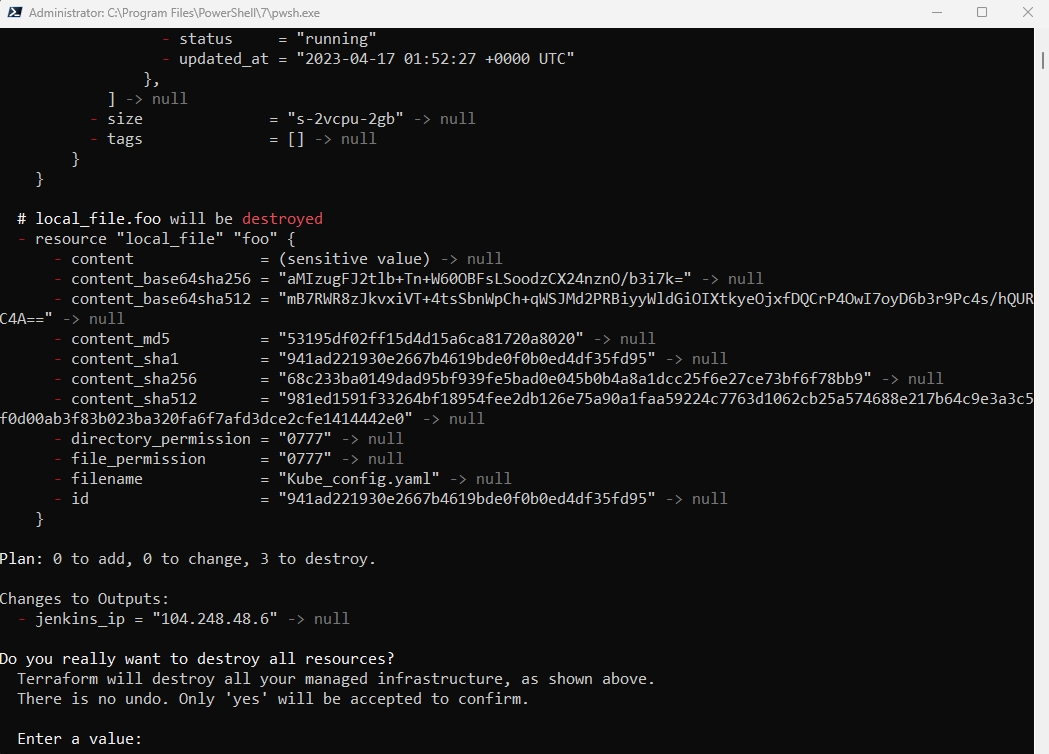 Administrator: C:\Program Files\PowerShell\7\pwsh.exe
- status     = "running"
- updated_at = "2023-04-17 01:52:27 +0000 UTC"
},
] -> null
- size              = "s-2vcpu-2gb" -> null
- tags              = [] -> null
}
}
# local_file.foo will be destroyed
- resource "local_file" "foo" {
- content              = (sensitive value) -> null
- content_base64sha256 = "aMIzugFJ2tlb+Tn+W60OBFsLSoodzCX24nznO/b3i7k=" -> null
- content_base64sha512 = "mB7RWR8zJkvxiVT+4tsSbnWpCh+qWSJMd2PRBiyyWldGiOIXtkyeOjxfDQCrP4OwI7oyD6b3r9Pc4s/hQUR
C4A==" -> null
- content_md5          = "53195df02ff15d4d15a6ca81720a8020" -> null
- content_sha1         = "941ad221930e2667b4619bde0f0b0ed4df35fd95" -> null
- content_sha256       = "68c233ba0149dad95bf939fe5bad0e045b0b4a8a1dcc25f6e27ce73bf6f78bb9" -> null
- content_sha512       = "981ed1591f33264bf18954fee2db126e75a90a1faa59224c7763d1062cb25a574688e217b64c9e3a3c5
f0d00ab3f83b023ba320fa6f7afd3dce2cfe1414442e0" -> null
- directory_permission = "0777" -> null
- file_permission      = "0777" -> null
- filename             = "Kube_config.yaml" -> null
- id                   = "941ad221930e2667b4619bde0f0b0ed4df35fd95" -> null
}
Plan: 0 to add, 0 to change, 3 to destroy.
Changes to Outputs:
- jenkins_ip = "104.248.48.6" -> null
Do you really want to destroy all resources?
Terraform will destroy all your managed infrastructure, as shown above.
There is no undo. Only 'yes' will be accepted to confirm.
Enter a value: